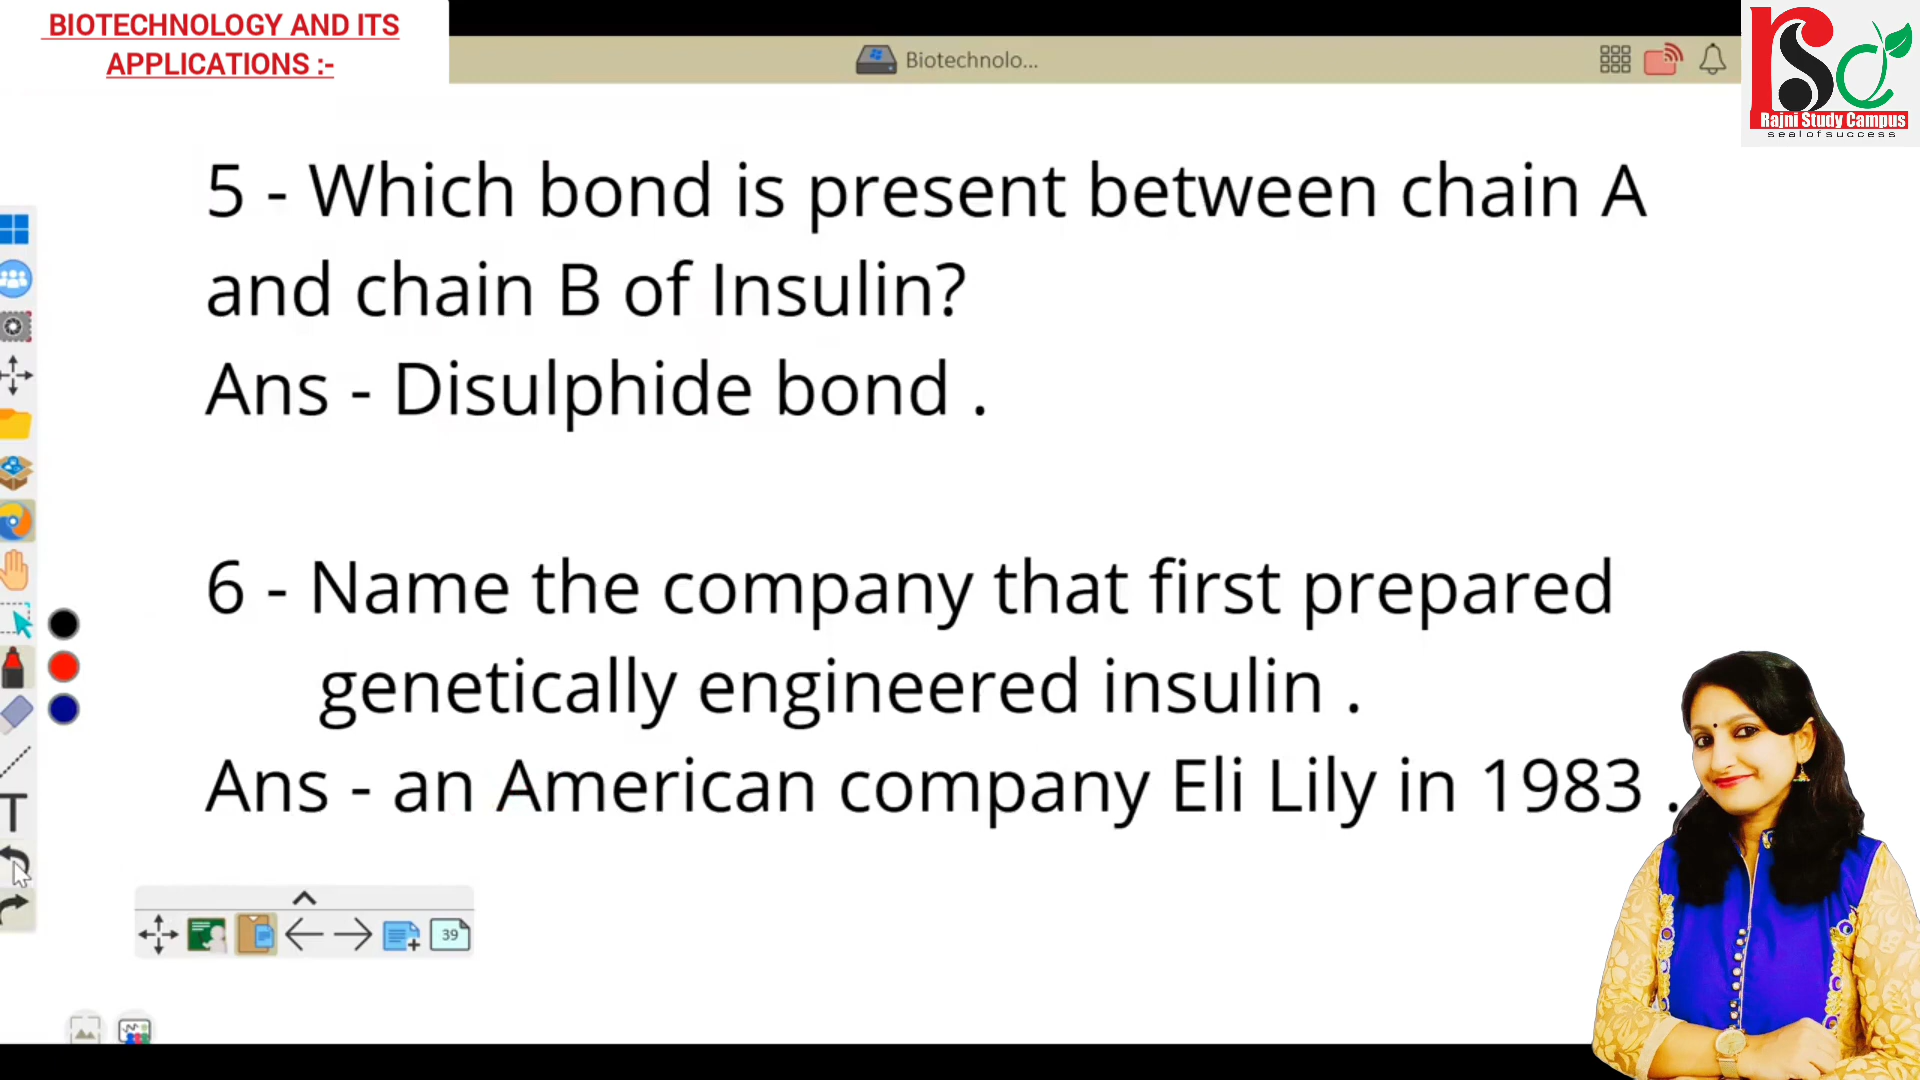 BIOTECHNOLOGY AND ITS
APPLICATIONS :-
Biotechnolo...
Rajni Study Campus
seal of success
5 - Which bond is present between chain A
and chain B of Insulin?
Ans - Disulphide bond .
6 - Name the company that first prepared
genetically engineered insulin .
Ans - an American company Eli Lily in 1983 .
T
39